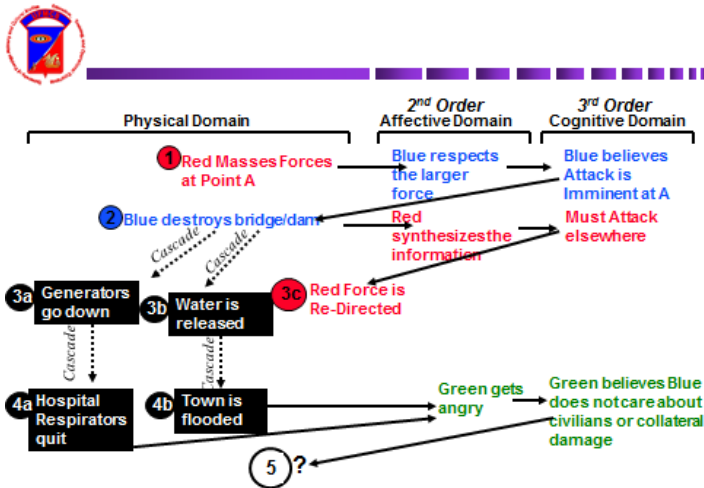 2nd Order
3rd Order
Physical Domain
Affective Domain
Cognitive Domain
1
Red Masses Forces
at Point A
Blue respects
the larger
force
Blue believes
Attack is
Imminent at A
2
Blue destroys bridge/dam
Red
synthesizesthe
information
Must Attack
elsewhere
Cascade
Cascade
3a
Generators
go down
3b
Water is
released
3c
Red Force is
Re-Directed
Cascade
Cascade
4a
Hospital
Respirators
quit
4b
Town is
flooded
Green gets
angry
Green believes Blue
does not care about
civilians or collateral
damage
5
?